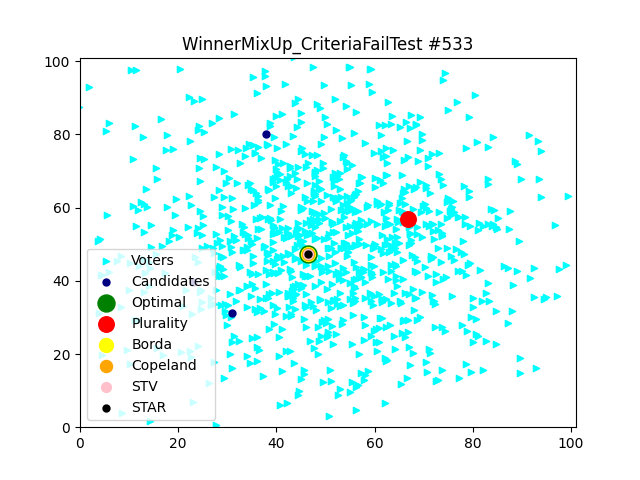 WinnerMixUp_CriteriaFailTest #533
100
80
60
40
20
0
Voters
Candidates
Optimal
Plurality
Borda
Copeland
STV
STAR
0 20 40 60 80 100